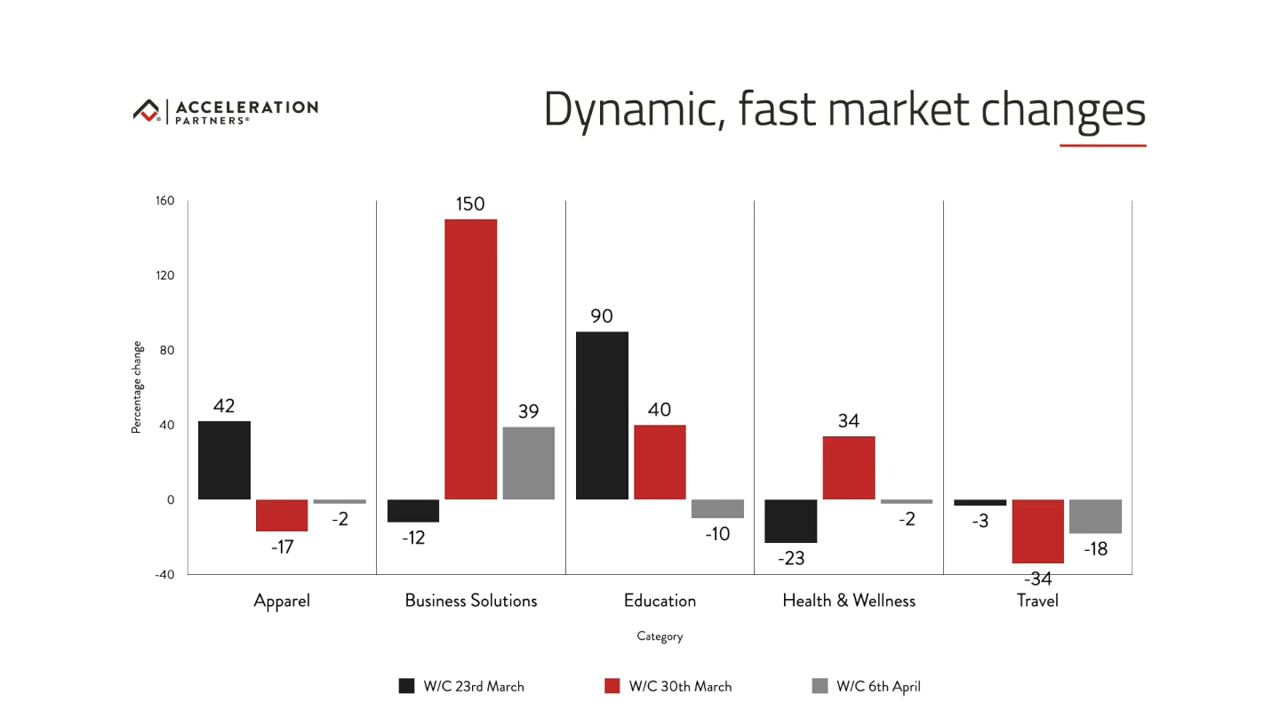 ACCELERATION
PARTNERS®
Dynamic, fast market changes
Percentage change
160
120
80
40
0
-40
42
-17
-2
-12
150
39
90
40
-10
-23
34
-2
-3
-34
-18
Apparel
Business Solutions
Education
Health & Wellness
Travel
Category
W/C 23rd March
W/C 30th March
W/C 6th April